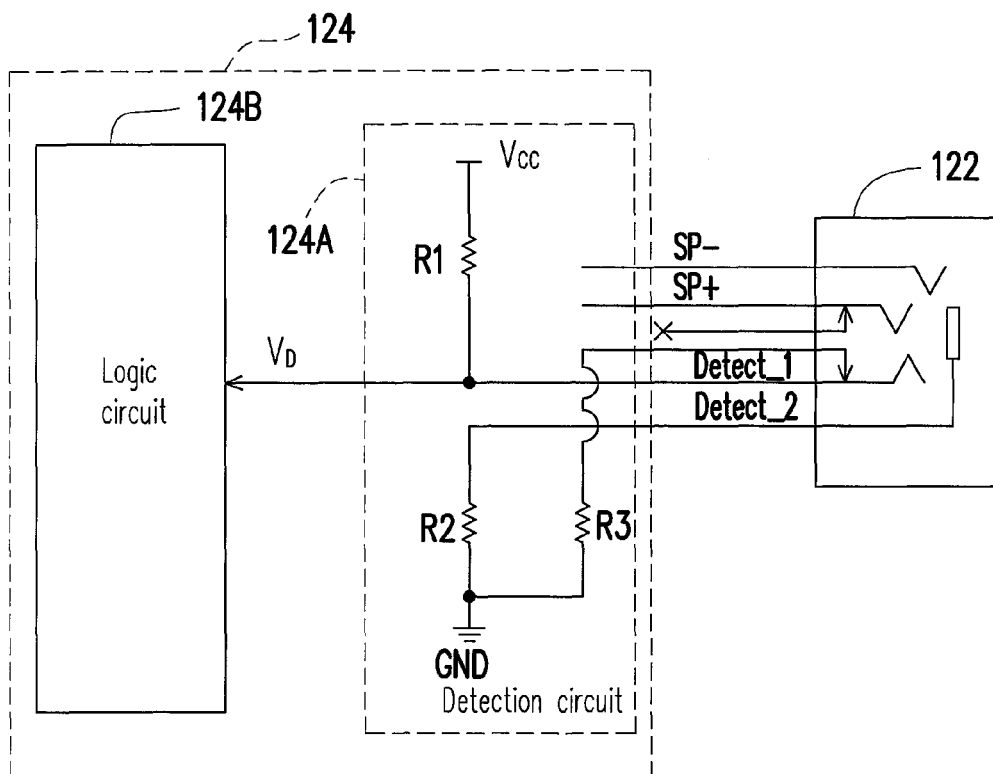 124
124B
122
Vcc
124A
R1
SP-
SP+
VD
Detect_1
Logic
circuit
Detect_2
R2
R3
GND
Detection circuit